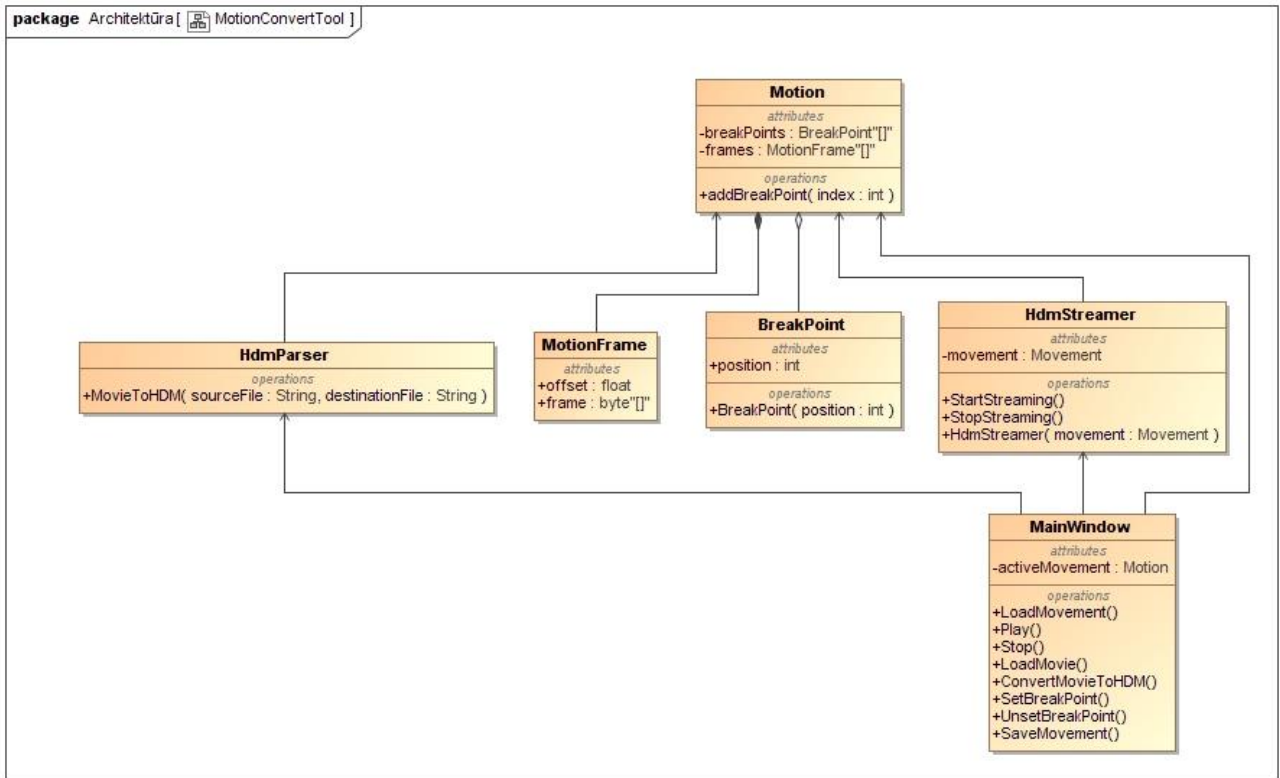 package Architektūra [ MotionConvertTool ]
Motion
attributes
-breakPoints : BreakPoint"[]"
-frames : MotionFrame"[]"
operations
+addBreakPoint( index : int )
HdmParser
operations
+MovieToHDM( sourceFile : String, destinationFile : String )
MotionFrame
attributes
+offset : float
+frame : byte"[]"
BreakPoint
attributes
+position : int
operations
+BreakPoint( position : int )
HdmStreamer
attributes
-movement : Movement
operations
+StartStreaming()
+StopStreaming()
+HdmStreamer( movement : Movement )
MainWindow
attributes
-activeMovement : Motion
operations
+LoadMovement()
+Play()
+Stop()
+LoadMovie()
+ConvertMovieToHDM()
+SetBreakPoint()
+UnsetBreakPoint()
+SaveMovement()